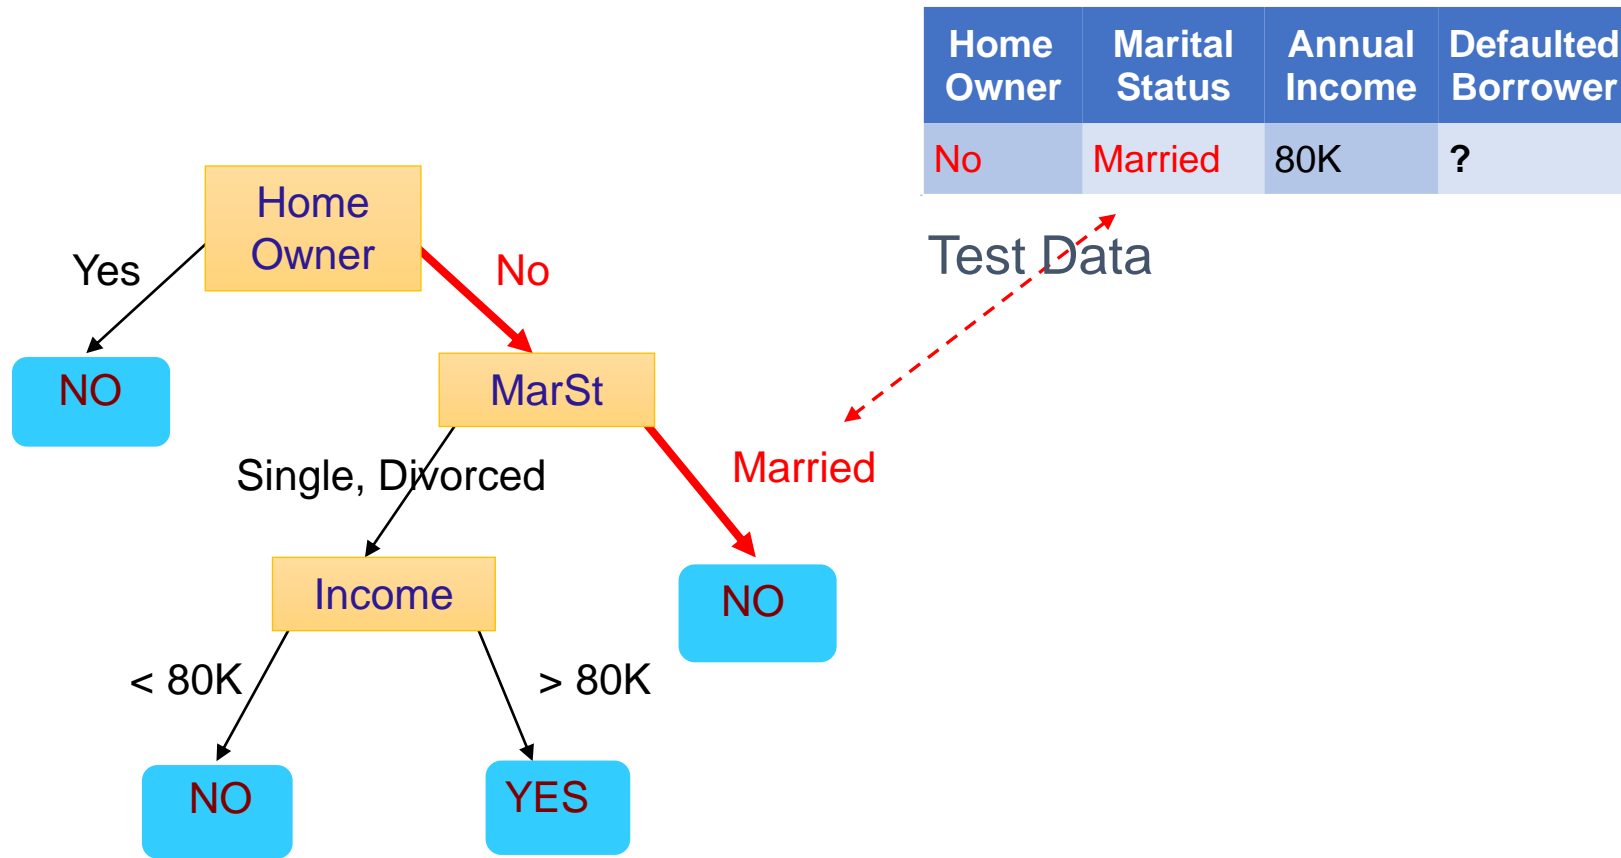 Home Owner
Marital Status
Annual Income
Defaulted Borrower
No
Married
80K
?
Test Data
Home
Owner
Yes
No
NO
MarSt
Single, Divorced
Married
Income
NO
< 80K
> 80K
NO
YES